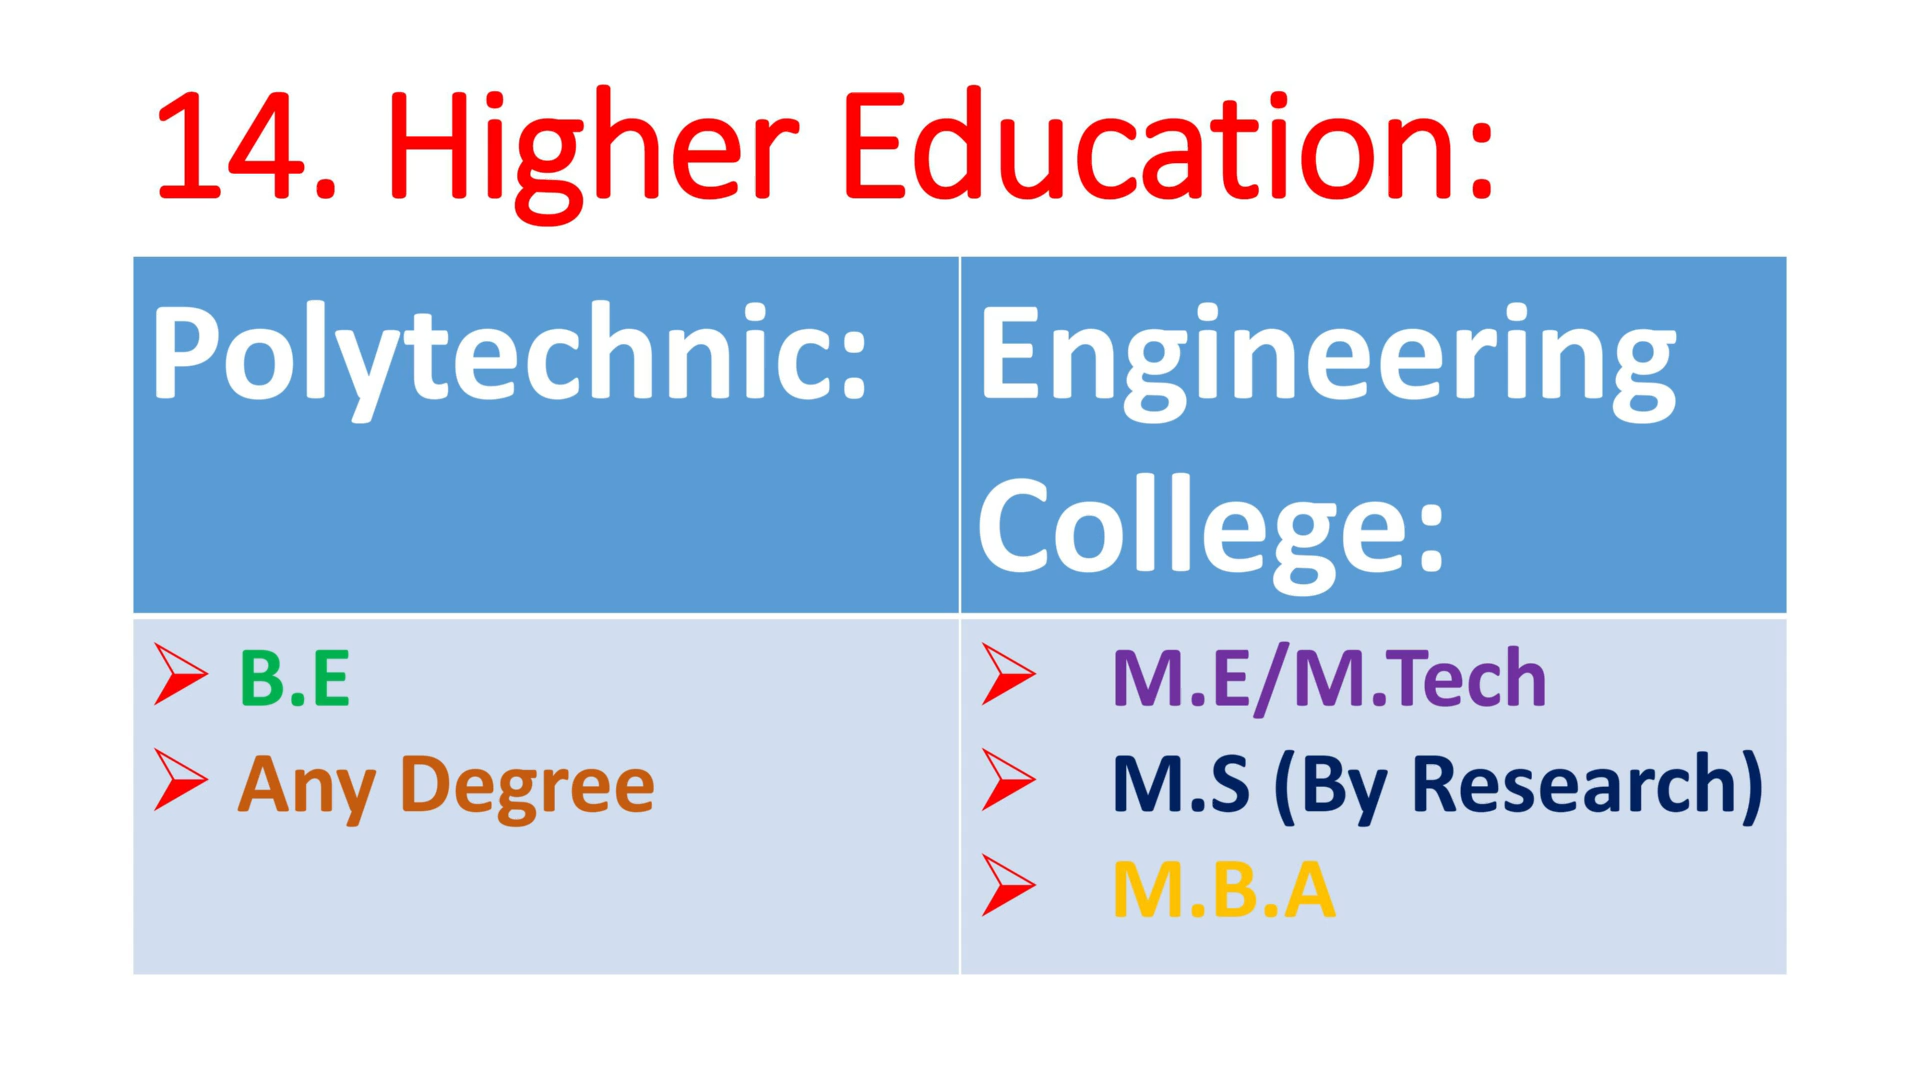 14. Higher Education:
Polytechnic:
Engineering
College:
B.E
Any Degree
M.E/M.Tech
M.S (By Research)
M.B.A